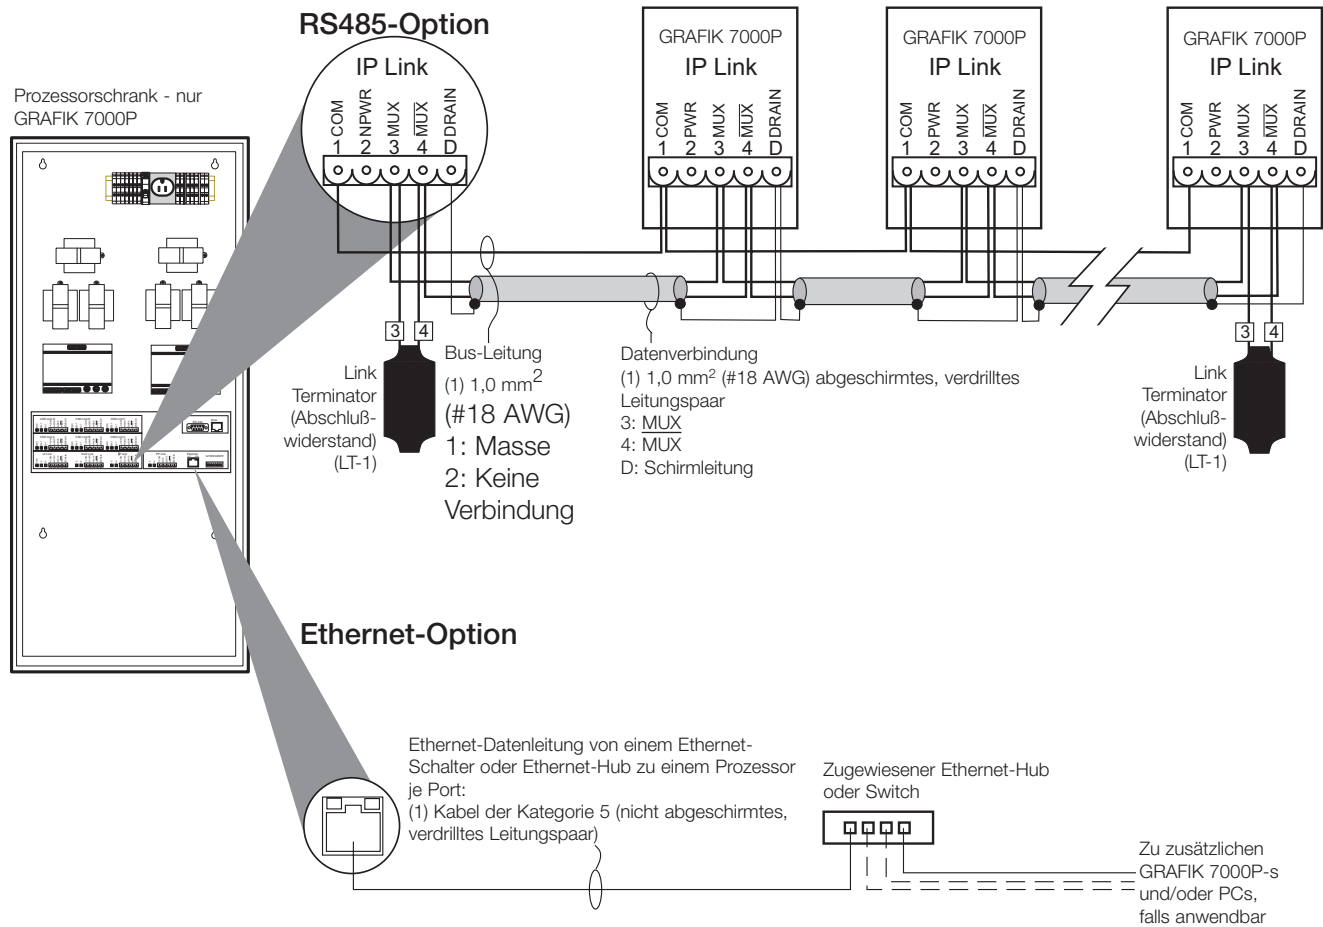 RS485-Option
Prozessorschrank - nur
GRAFIK 7000P
IP Link
COM NPWR MUX MUX DRAIN
1 2 3 4 D
GRAFIK 7000P
IP Link
COM PWR MUX MUX DRAIN
1 2 3 4 D
GRAFIK 7000P
IP Link
COM PWR MUX MUX DRAIN
1 2 3 4 D
GRAFIK 7000P
IP Link
COM PWR MUX MUX DRAIN
1 2 3 4 D
3 4
Link
Terminator
(Abschluß-
widerstand)
(LT-1)
Bus-Leitung
(1) 1,0 mm²
(#18 AWG)
1: Masse
2: Keine
Verbindung
Datenverbindung
(1) 1,0 mm² (#18 AWG) abgeschirmtes, verdrilltes
Leitungspaar
3: MUX
4: MUX
D: Schirmleitung
3 4
Link
Terminator
(Abschluß-
widerstand)
(LT-1)
Ethernet-Option
Ethernet-Datenleitung von einem Ethernet-
Schalter oder Ethernet-Hub zu einem Prozessor
je Port:
(1) Kabel der Kategorie 5 (nicht abgeschirmtes,
verdrilltes Leitungspaar)
Zugewiesener Ethernet-Hub
oder Switch
Zu zusätzlichen
GRAFIK 7000P-s
und/oder PCs,
falls anwendbar